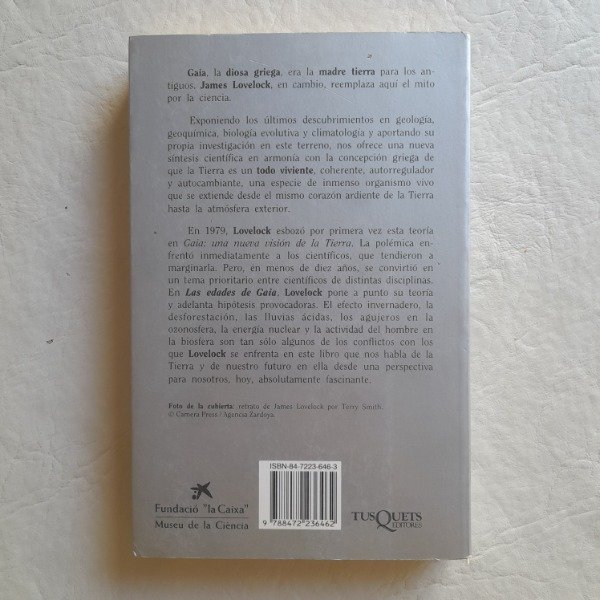 Gaia, la diosa griega, era la madre tierra para los an-
tiguos. James Lovelock, en cambio, reemplaza aquí el mito
por la ciencia.
Exponiendo los últimos descubrimientos en geología,
geoquímica, biología evolutiva y climatología y aportando su
propia investigación en este terreno, nos ofrece una nueva
síntesis científica en armonía con la concepción griega de
que la Tierra es un todo viviente, coherente, autorregulador
y autocambiante, una especie de inmenso organismo vivo
que se extiende desde el mismo corazón ardiente de la Tierra
hasta la atmósfera exterior.
En 1979, Lovelock esbozó por primera vez esta teoría
en Gaia: una nueva visión de la Tierra. La polémica en-
frentó inmediatamente a los científicos, que tendieron a
marginarla. Pero, en menos de diez años, se convirtió en
un tema prioritario entre científicos de distintas disciplinas.
En Las edades de Gaia, Lovelock pone a punto su teoría
y adelanta hipótesis provocadoras. El efecto invernadero, la
desforestación, las lluvias ácidas, los agujeros en la
ozonosfera, la energía nuclear y la actividad del hombre en
la biosfera son tan sólo algunos de los conflictos con los
que Lovelock se enfrenta en este libro que nos habla de la
Tierra y de nuestro futuro en ella desde una perspectiva
para nosotros, hoy, absolutamente fascinante.
Foto de la cubierta: retrato de James Lovelock por Terry Smith.
© Camera Press / Agencia Zardoya.
ISBN-84-7223-646-3
9 788472 236462
Fundació "la Caixa"
Museu de la Ciència
TUSQUETS
EDITORES